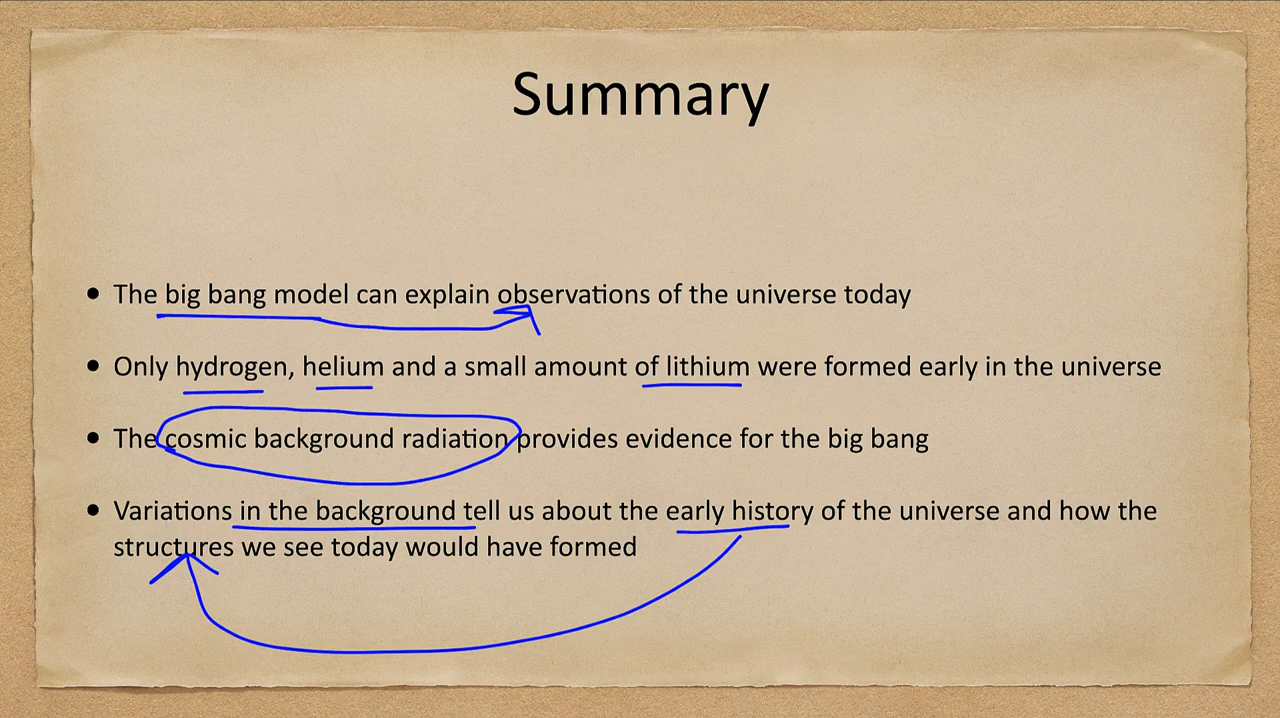 Summary
• The big bang model can explain observations of the universe today
• Only hydrogen, helium and a small amount of lithium were formed early in the universe
• The cosmic background radiation provides evidence for the big bang
• Variations in the background tell us about the early history of the universe and how the
structures we see today would have formed